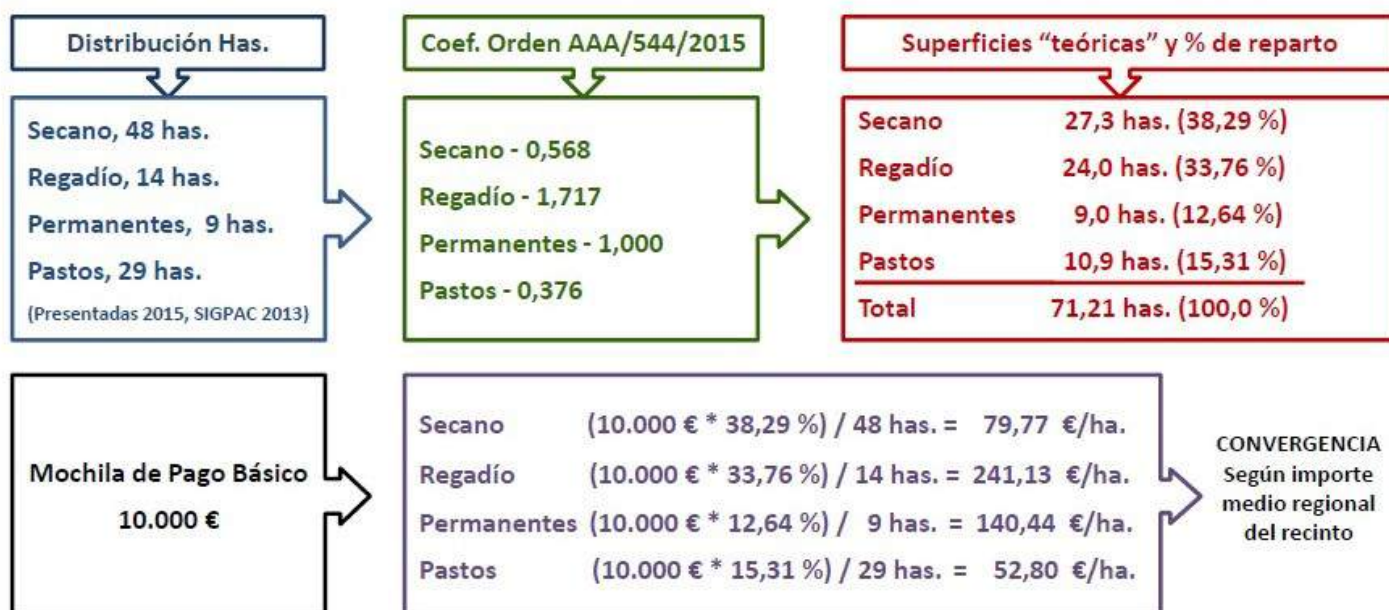 Distribución Has.
Secano, 48 has.
Regadío, 14 has.
Permanentes, 9 has.
Pastos, 29 has.
(Presentadas 2015, SIGPAC 2013)
Coef. Orden AAA/544/2015
Secano - 0,568
Regadío - 1,717
Permanentes - 1,000
Pastos - 0,376
Superficies “teóricas” y % de reparto
Secano 27,3 has. (38,29 %)
Regadío 24,0 has. (33,76 %)
Permanentes 9,0 has. (12,64 %)
Pastos 10,9 has. (15,31 %)
Total 71,21 has. (100,0 %)
Mochila de Pago Básico
10.000 €
Secano (10.000 € * 38,29 %) / 48 has. = 79,77 €/ha.
Regadío (10.000 € * 33,76 %) / 14 has. = 241,13 €/ha.
Permanentes (10.000 € * 12,64 %) / 9 has. = 140,44 €/ha.
Pastos (10.000 € * 15,31 %) / 29 has. = 52,80 €/ha.
CONVERGENCIA
Según importe
medio regional
del recinto